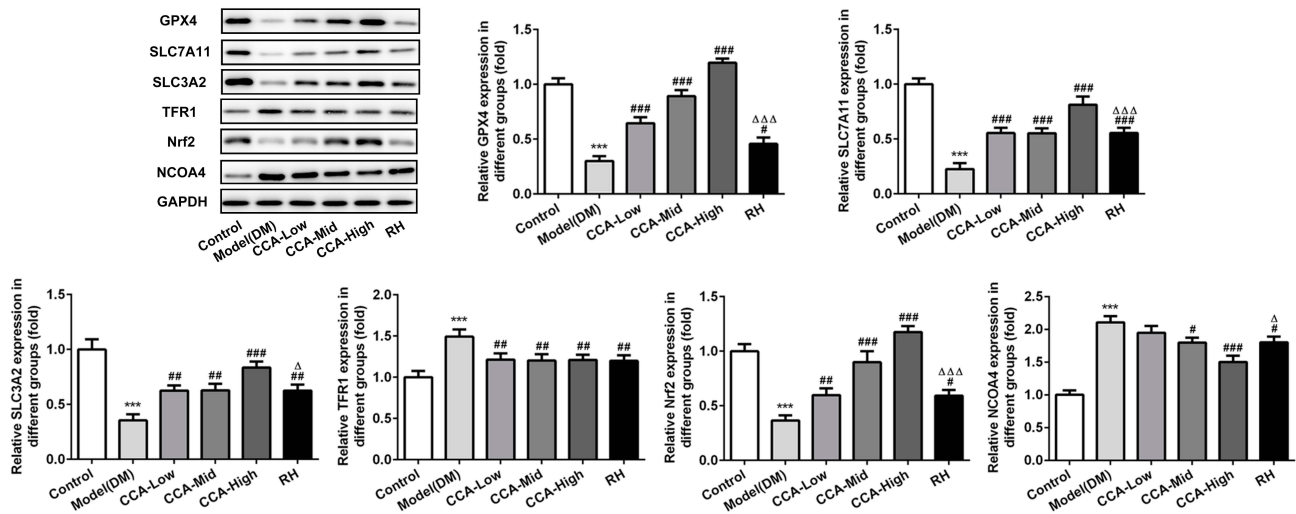 GPX4
SLC7A11
SLC3A2
TFR1
Nrf2
NCOA4
GAPDH
Control
Model(DM)
CCA-Low
CCA-Mid
CCA-High
RH
Relative GPX4 expression in
different groups (fold)
1.5
1.0
0.5
0.0
***
###
###
###
ΔΔΔ
#
Control
Model(DM)
CCA-Low
CCA-Mid
CCA-High
RH
Relative SLC7A11 expression in
different groups (fold)
1.5
1.0
0.5
0.0
***
###
###
###
ΔΔΔ
###
Control
Model(DM)
CCA-Low
CCA-Mid
CCA-High
RH
Relative SLC3A2 expression in
different groups (fold)
1.5
1.0
0.5
0.0
***
##
##
###
Δ
##
Control
Model(DM)
CCA-Low
CCA-Mid
CCA-High
RH
Relative TFR1 expression in
different groups (fold)
2.0
1.5
1.0
0.5
0.0
***
##
##
##
##
Control
Model(DM)
CCA-Low
CCA-Mid
CCA-High
RH
Relative Nrf2 expression in
different groups (fold)
1.5
1.0
0.5
0.0
***
##
###
###
ΔΔΔ
#
Control
Model(DM)
CCA-Low
CCA-Mid
CCA-High
RH
Relative NCOA4 expression in
different groups (fold)
2.5
2.0
1.5
1.0
0.5
0.0
***
#
###
Δ
#
Control
Model(DM)
CCA-Low
CCA-Mid
CCA-High
RH